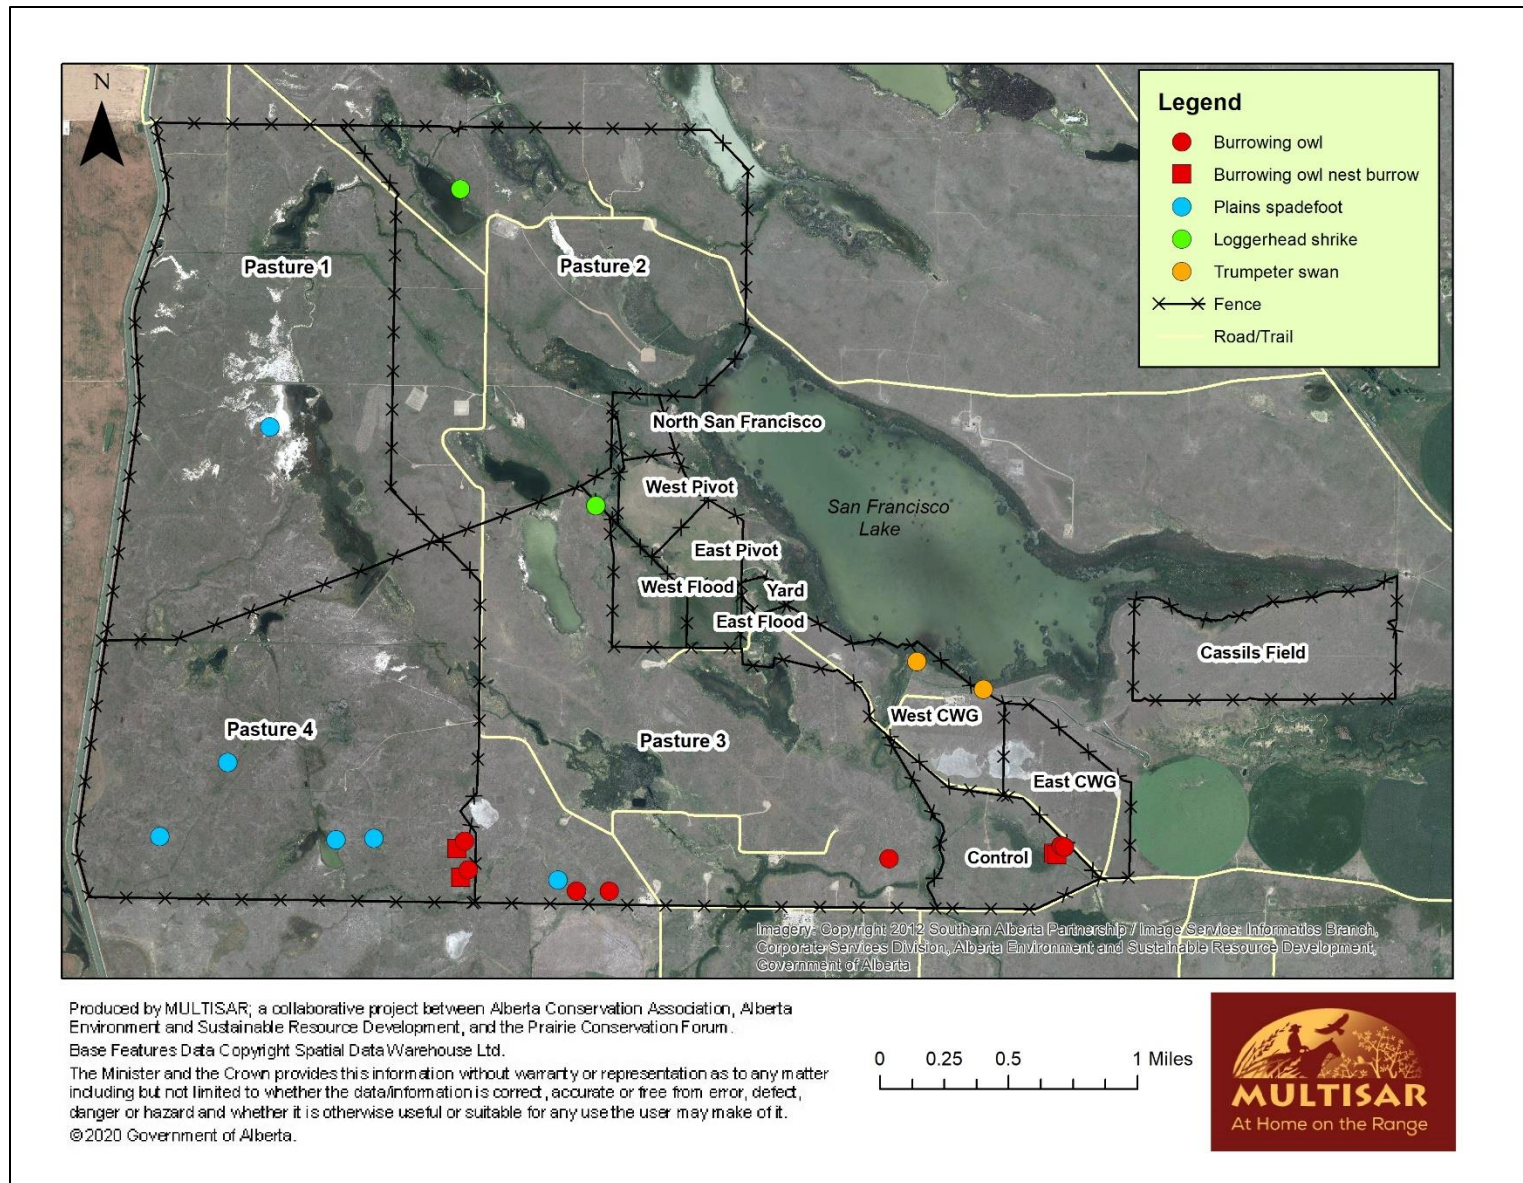 N
Legend
Burrowing owl
Burrowing owl nest burrow
Plains spadefoot
Loggerhead shrike
Trumpeter swan
Fence
Road/Trail
Pasture 1
Pasture 2
North San Francisco
West Pivot
San Francisco
Lake
East Pivot
West Flood
Yard
East Flood
Cassils Field
West CWG
Pasture 4
Pasture 3
East CWG
Control
Imagery: Copyright 2012 Southern Alberta Partnership / Image Service: Informatics Branch,
Corporate Services Division, Alberta Environment and Sustainable Resource Development,
Government of Alberta
Produced by MULTISAR; a collaborative project between Alberta Conservation Association, Alberta
Environment and Sustainable Resource Development, and the Prairie Conservation Forum.
Base Features Data Copyright Spatial Data Warehouse Ltd.
The Minister and the Crown provides this information without warranty or representation as to any matter
including but not limited to whether the data/information is correct, accurate or free from error, defect,
danger or hazard and whether it is otherwise useful or suitable for any use the user may make of it.
©2020 Government of Alberta.
0 0.25 0.5 1 Miles
MULTISAR
At Home on the Range